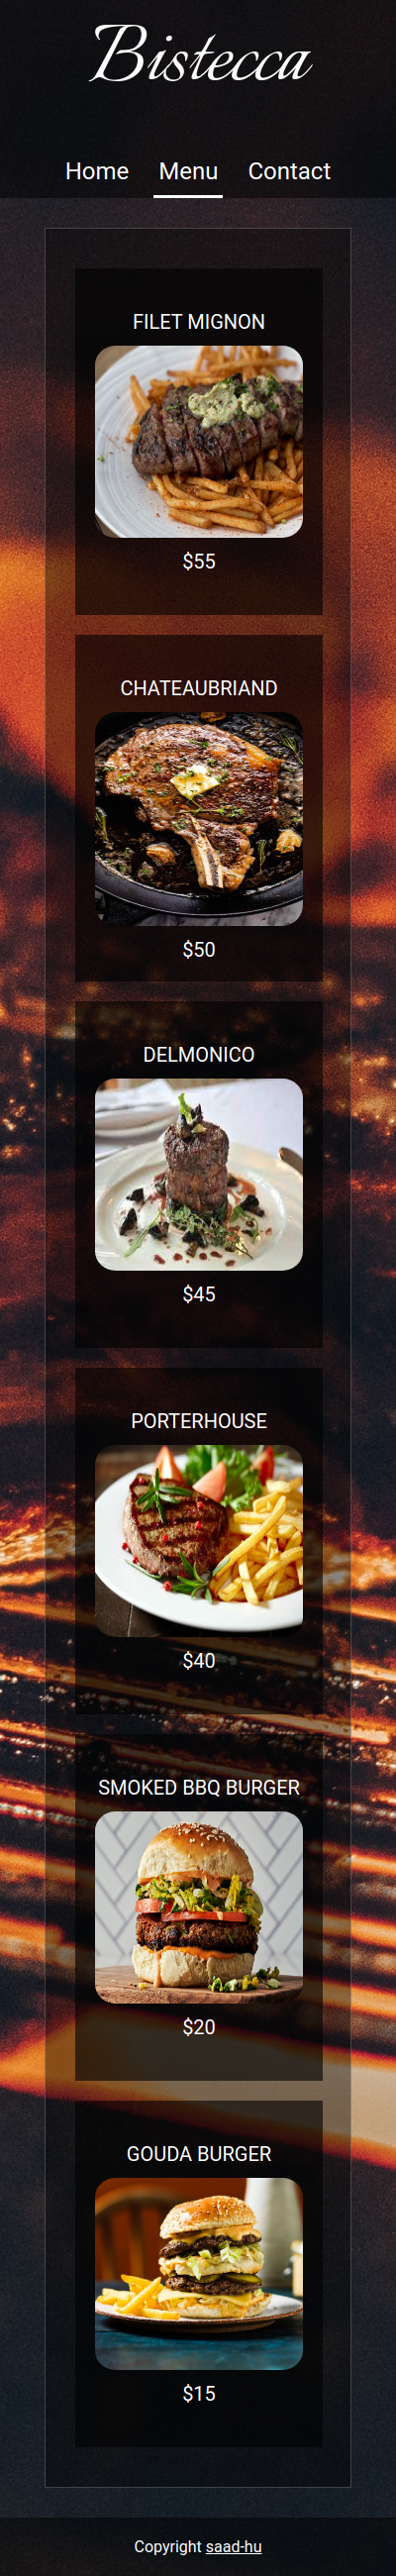 Bistecca
Home Menu Contact
FILET MIGNON
$55
CHATEAUBRIAND
$50
DELMONICO
$45
PORTERHOUSE
$40
SMOKED BBQ BURGER
$20
GOUDA BURGER
$15
Copyright saad-hu